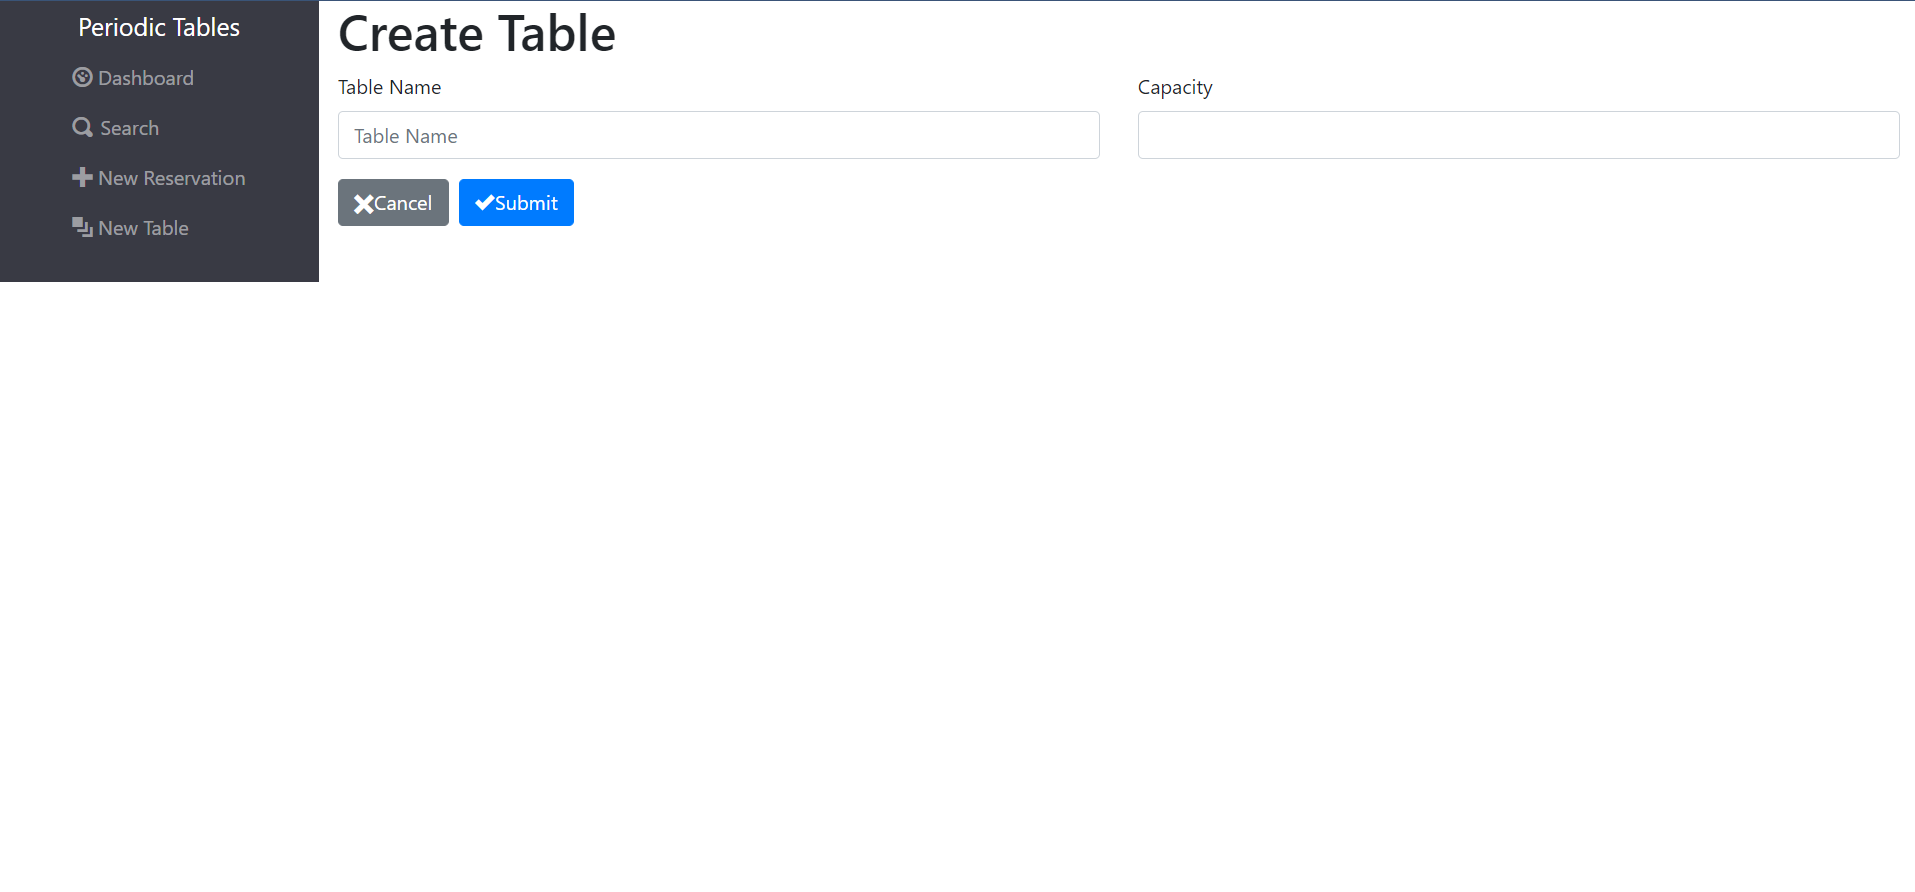 Periodic Tables
Dashboard
Search
New Reservation
New Table
Create Table
Table Name
Table Name
Capacity
Cancel
Submit